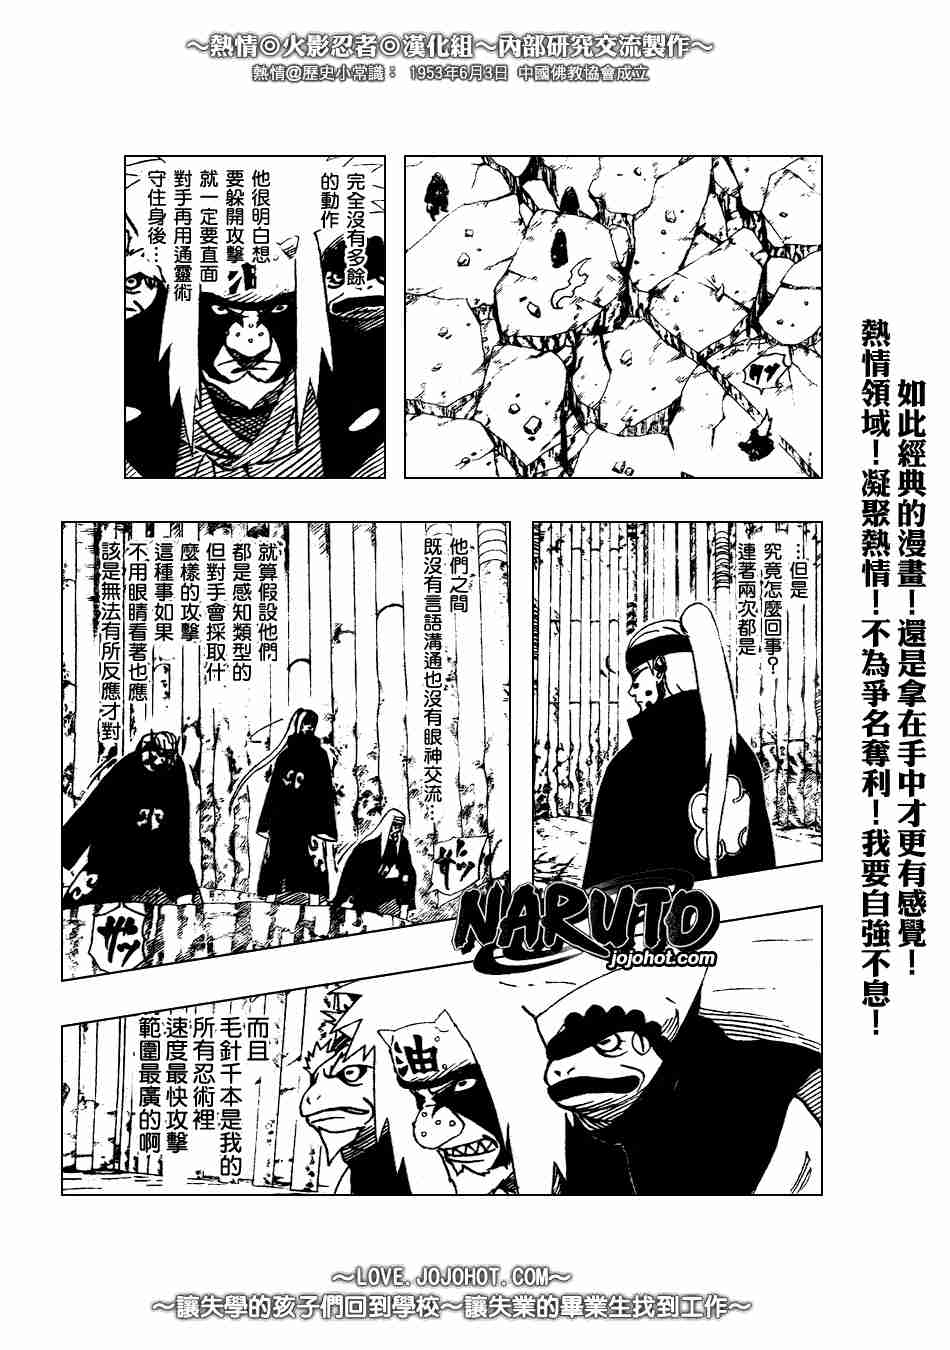 ～熱情◎火影忍者◎漢化組～內部研究交流製作～
熱情@歷史小常識： 1953年6月3日 中國佛教協會成立
完全沒有多餘
的動作
他很明白想
要躲開攻擊
就一定要直面
對手再用通靈術
守住身後…
…但是
究竟怎麼回事？
連著兩次都是
他們之間
既沒有言語溝通也沒有眼神交流…
就算假設他們
都是感知類型的
但對手會採取什
麼樣的攻擊
這種事如果
不用眼睛看著也應
該是無法有所反應才對
NARUTO
jojohot.com
油
而且
毛針千本是我的
所有忍術裡
速度最快攻擊
範圍最廣的啊
如此經典的漫畫！還是拿在手中才更有感覺！
熱情領域！凝聚熱情！不為爭名奪利！我要自強不息！
～LOVE.JOJOHOT.COM～
～讓失學的孩子們回到學校～讓失業的畢業生找到工作～